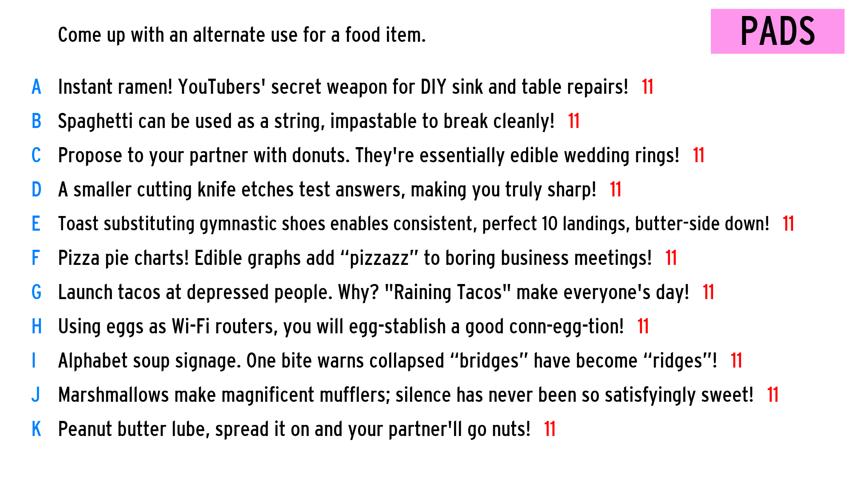 Come up with an alternate use for a food item.
PADS
A Instant ramen! YouTubers' secret weapon for DIY sink and table repairs! 11
B Spaghetti can be used as a string, impastable to break cleanly! 11
C Propose to your partner with donuts. They're essentially edible wedding rings! 11
D A smaller cutting knife etches test answers, making you truly sharp! 11
E Toast substituting gymnastic shoes enables consistent, perfect 10 landings, butter-side down! 11
F Pizza pie charts! Edible graphs add “pizzazz” to boring business meetings! 11
G Launch tacos at depressed people. Why? "Raining Tacos" make everyone's day! 11
H Using eggs as Wi-Fi routers, you will egg-stablish a good conn-egg-tion! 11
I Alphabet soup signage. One bite warns collapsed “bridges” have become “ridges”! 11
J Marshmallows make magnificent mufflers; silence has never been so satisfyingly sweet! 11
K Peanut butter lube, spread it on and your partner'll go nuts! 11